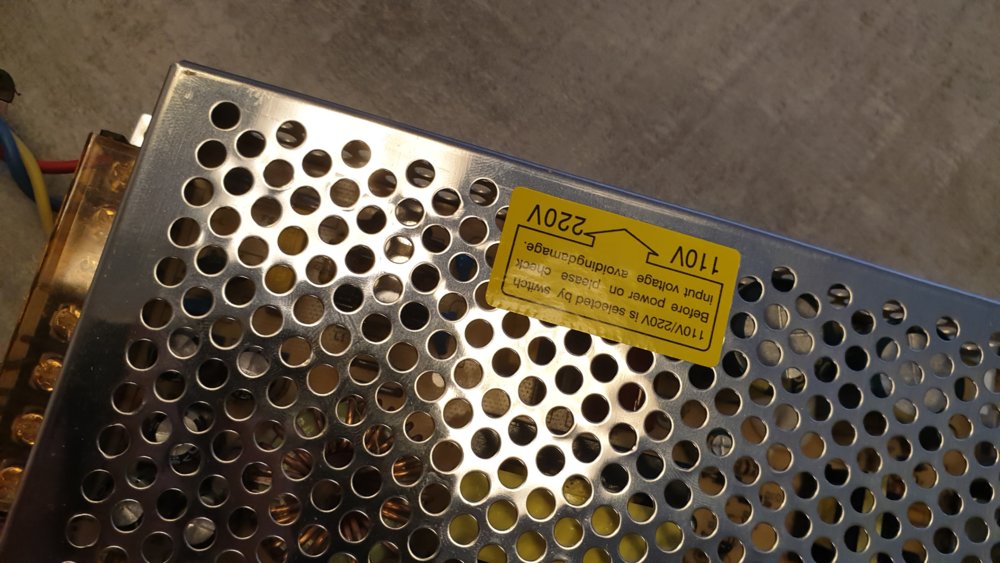 110V/220V is selected by switch
Before power on please check
input voltage avoidingdamage.
110V 220V